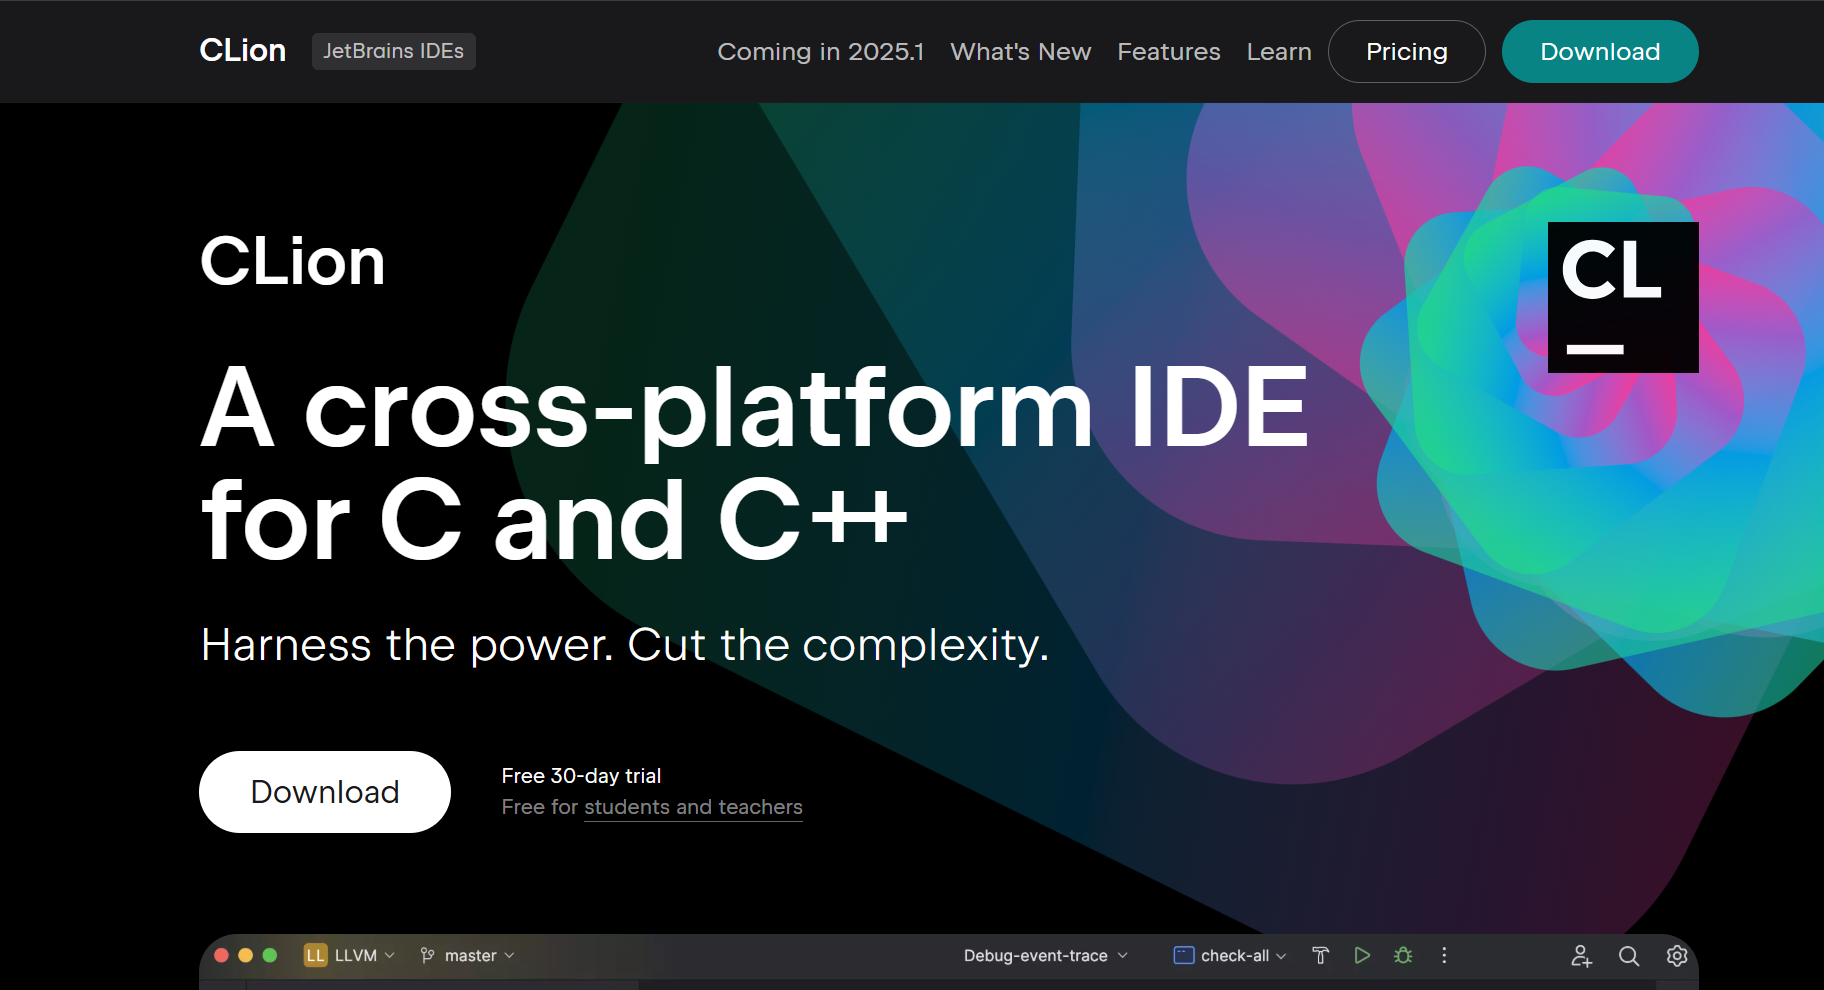 CLion JetBrains IDEs Coming in 2025.1 What's New Features Learn Pricing Download
CLion
CL
A cross-platform IDE
for C and C++
Harness the power. Cut the complexity.
Download
Free 30-day trial
Free for students and teachers
LL LLVM master Debug-event-trace check-all